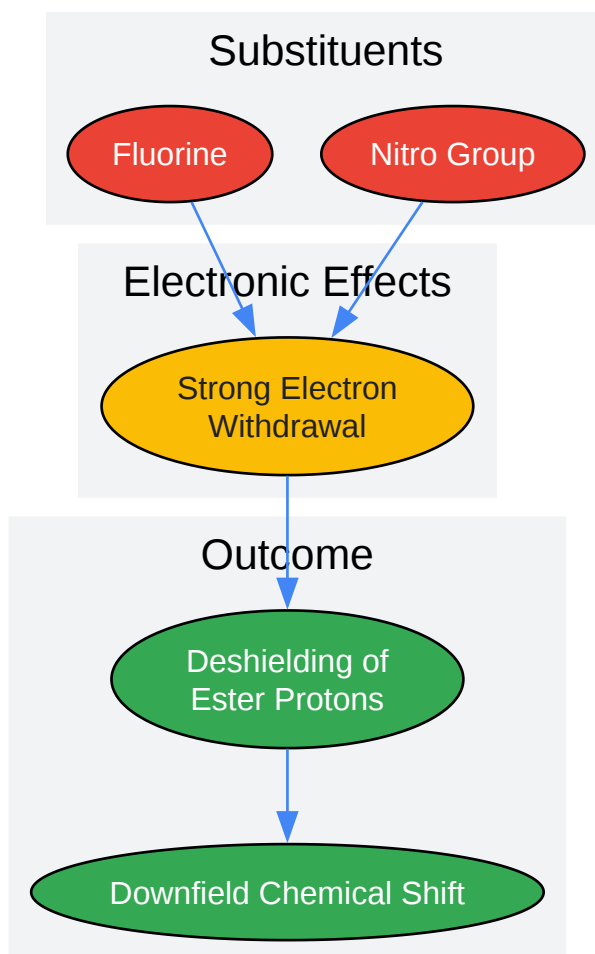 Substituents
Fluorine
Nitro Group
Electronic Effects
Strong Electron
Withdrawal
Outcome
Deshielding of
Ester Protons
Downfield Chemical Shift